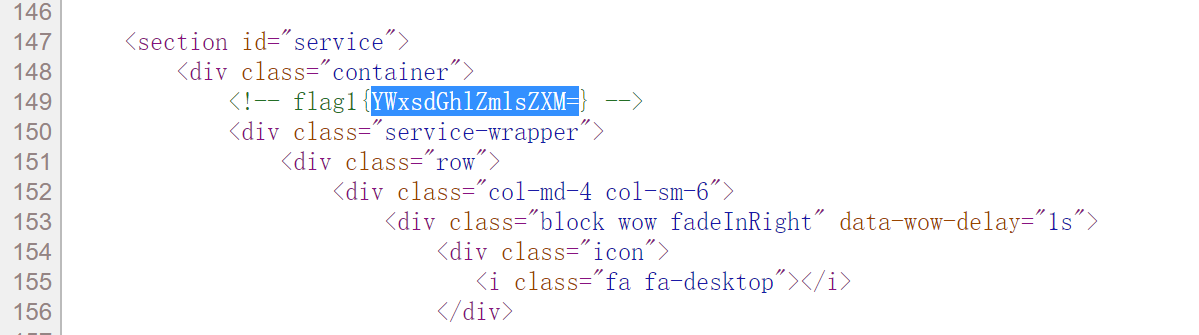 146
147 <section id="service">
148 <div class="container">
149 <!-- flag1{YWxsdGhlZmlsZXM=} -->
150 <div class="service-wrapper">
151 <div class="row">
152 <div class="col-md-4 col-sm-6">
153 <div class="block wow fadeInRight" data-wow-delay="1s">
154 <div class="icon">
155 <i class="fa fa-desktop"></i>
156 </div>